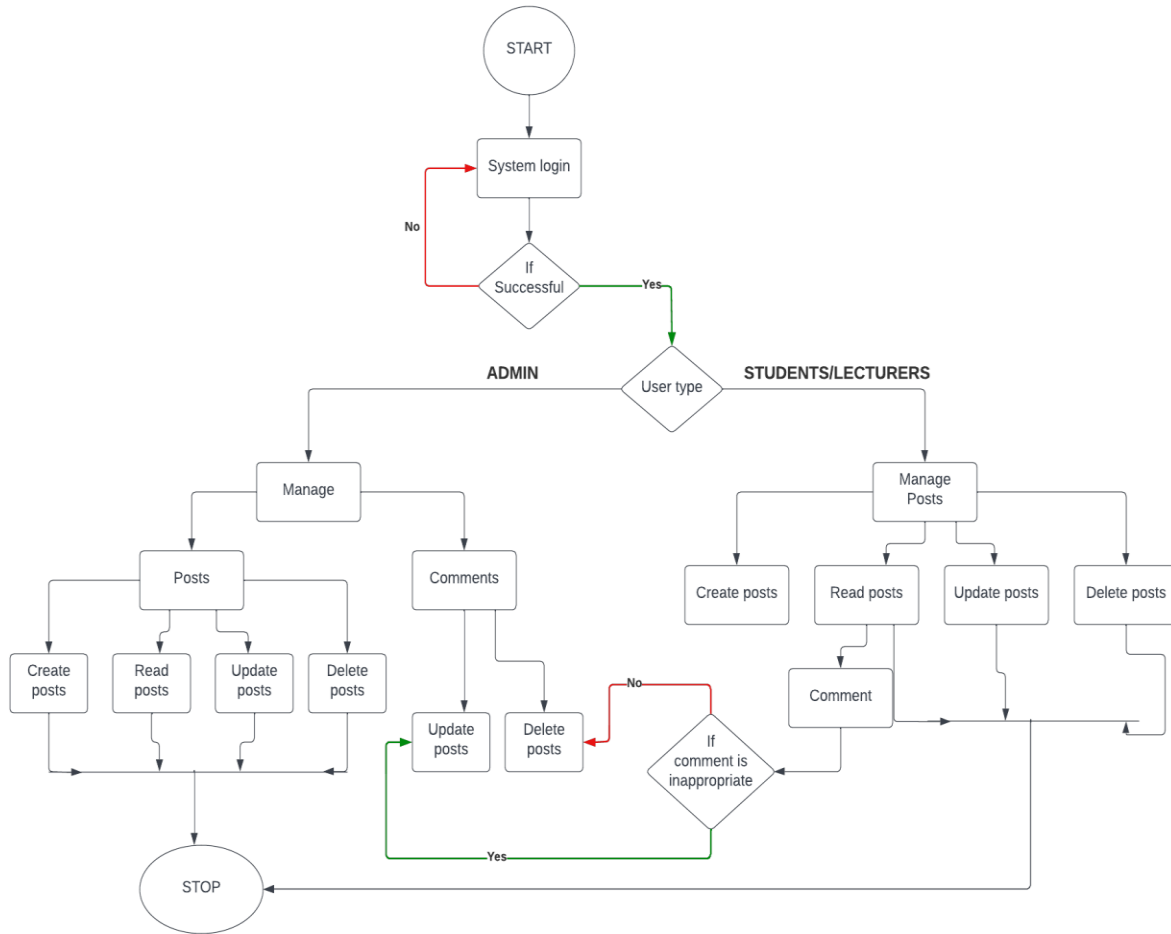 START
System login
No
If
Successful
Yes
ADMIN
User type
STUDENTS/LECTURERS
Manage
Manage
Posts
Posts
Comments
Create posts
Read posts
Update posts
Delete posts
Create
posts
Read
posts
Update
posts
Delete
posts
Comment
No
Update
posts
Delete
posts
If
comment is
inappropriate
Yes
STOP